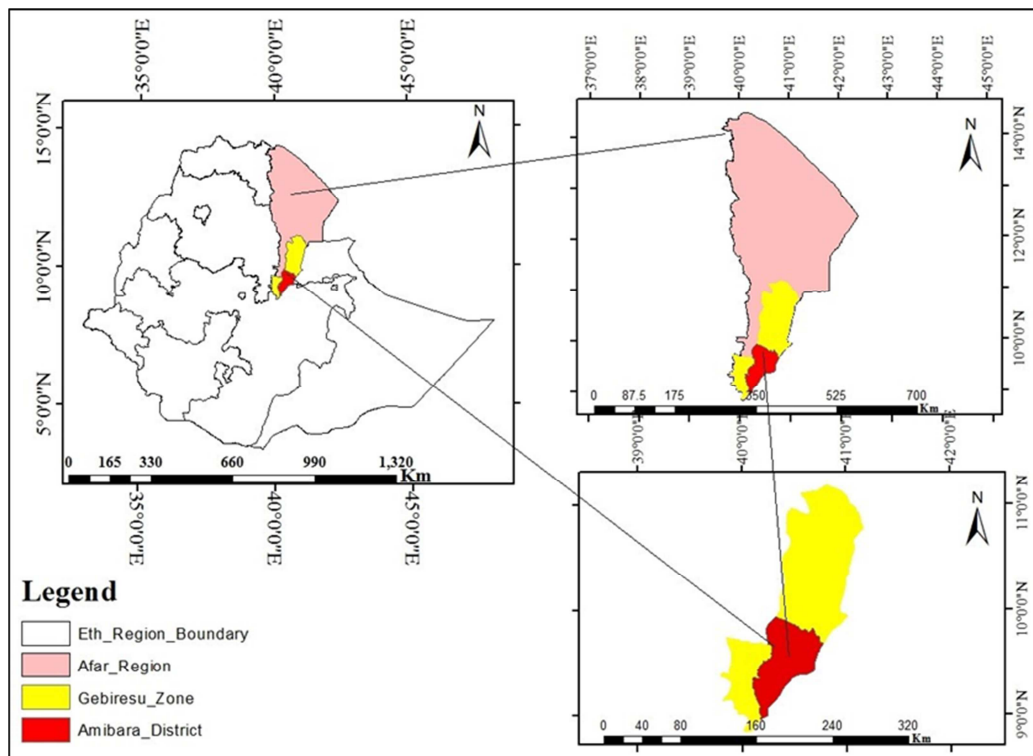 35°0'0"E 40°0'0"E 45°0'0"E
15°0'0"N
10°0'0"N
5°0'0"N
N
0 165 330 660 990 1,320
Km
35°0'0"E 40°0'0"E 45°0'0"E
37°0'0"E 38°0'0"E 39°0'0"E 40°0'0"E 41°0'0"E 42°0'0"E 43°0'0"E 44°0'0"E 45°0'0"E
N
14°0'0"N
12°0'0"N
10°0'0"N
0 87.5 175 350 525 700
Km
39°0'0"E 40°0'0"E 41°0'0"E 42°0'0"E
N
11°0'0"N
10°0'0"N
9°0'0"N
0 40 80 160 240 320
Km
Legend
Eth_Region_Boundary
Afar_Region
Gebiresu_Zone
Amibara_District